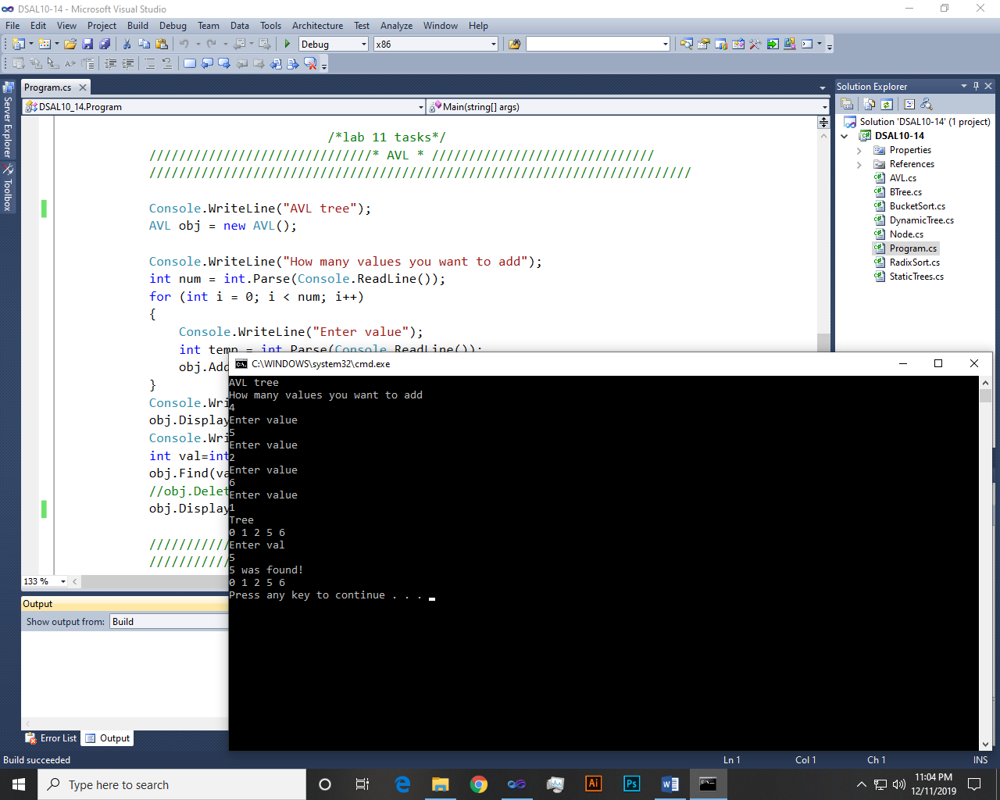 DSAL10-14 - Microsoft Visual Studio
File Edit View Project Build Debug Team Data Tools Architecture Test Analyze Window Help
Debug x86
Server Explorer
Toolbox
Program.cs
DSAL10_14.Program Main(string[] args)
/*lab 11 tasks*/
//////////////////////////////* AVL * //////////////////////////////
/////////////////////////////////////////////////////////////////////////
Console.WriteLine("AVL tree");
AVL obj = new AVL();
Console.WriteLine("How many values you want to add");
int num = int.Parse(Console.ReadLine());
for (int i = 0; i < num; i++)
{
Console.WriteLine("Enter value");
int temp = int.Parse(Console.ReadLine());
obj.Add
}
Console.Wri
obj.Display
Console.Wri
int val=int
obj.Find(va
//obj.Delet
obj.Display
///////////
///////////
133 %
Output
Show output from: Build
Error List Output
Solution Explorer
Solution 'DSAL10-14' (1 project)
DSAL10-14
Properties
References
AVL.cs
BTree.cs
BucketSort.cs
DynamicTree.cs
Node.cs
Program.cs
RadixSort.cs
StaticTrees.cs
C:\WINDOWS\system32\cmd.exe
AVL tree
How many values you want to add
4
Enter value
5
Enter value
2
Enter value
6
Enter value
1
Tree
0 1 2 5 6
Enter val
5
5 was found!
0 1 2 5 6
Press any key to continue . . .
Build succeeded Ln 1 Col 1 Ch 1 INS
Type here to search
Ai Ps
11:04 PM
12/11/2019